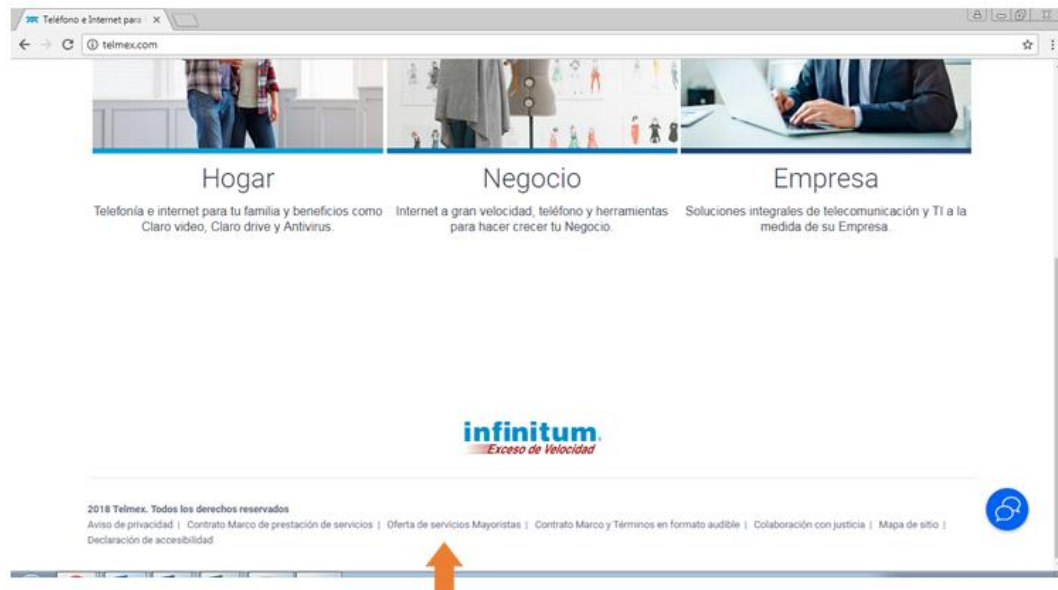 Teléfono e Internet para
telmex.com
Hogar
Telefonía e internet para tu familia y beneficios como
Claro video, Claro drive y Antivirus.
Negocio
Internet a gran velocidad, teléfono y herramientas
para hacer crecer tu Negocio.
Empresa
Soluciones integrales de telecomunicación y TI a la
medida de su Empresa.
infinitum.
Exceso de Velocidad
2018 Telmex. Todos los derechos reservados
Aviso de privacidad | Contrato Marco de prestación de servicios | Oferta de servicios Mayoristas | Contrato Marco y Términos en formato audible | Colaboración con justicia | Mapa de sitio |
Declaración de accesibilidad